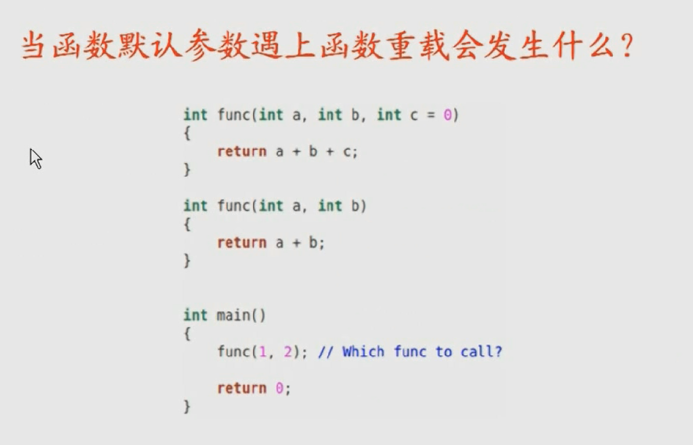 当函数默认参数遇上函数重载会发生什么？
int func(int a, int b, int c = 0)
{
    return a + b + c;
}
int func(int a, int b)
{
    return a + b;
}
int main()
{
    func(1, 2); // Which func to call?
    return 0;
}